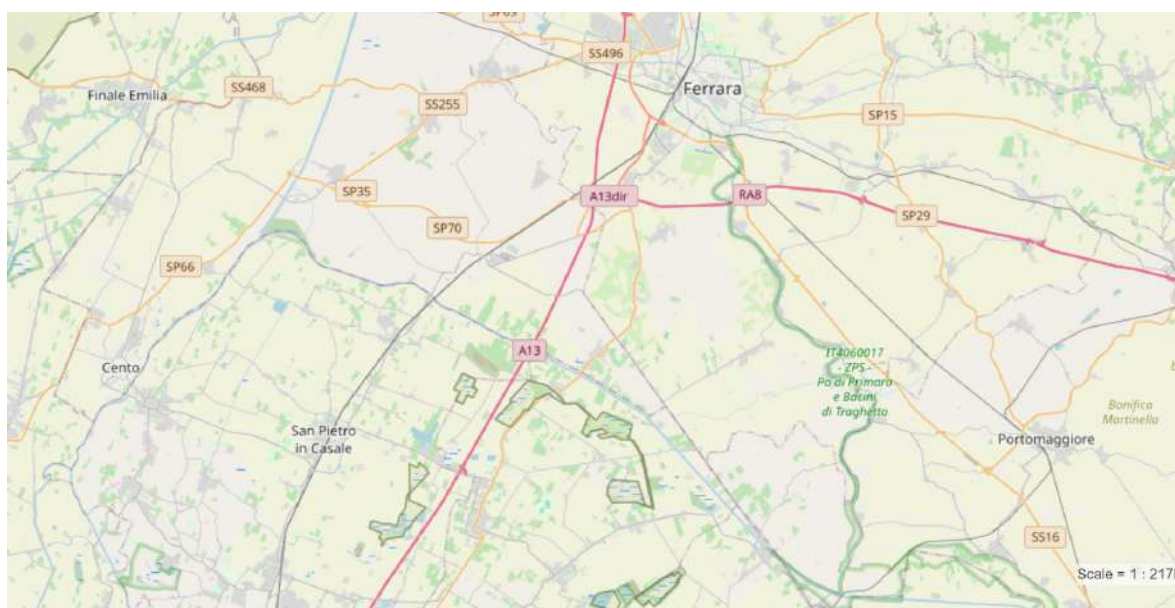 SS496
Ferrara
Finale Emilia
SS468
SS255
SP15
SP35
A13dir
RA8
SP29
SP70
SP66
A13
Cento
IT4060017
- ZPS -
Po di Primaro
e Bacini
di Traghetto
Bonifica
Martinella
San Pietro
in Casale
Portomaggiore
SS16
Scale = 1 : 217